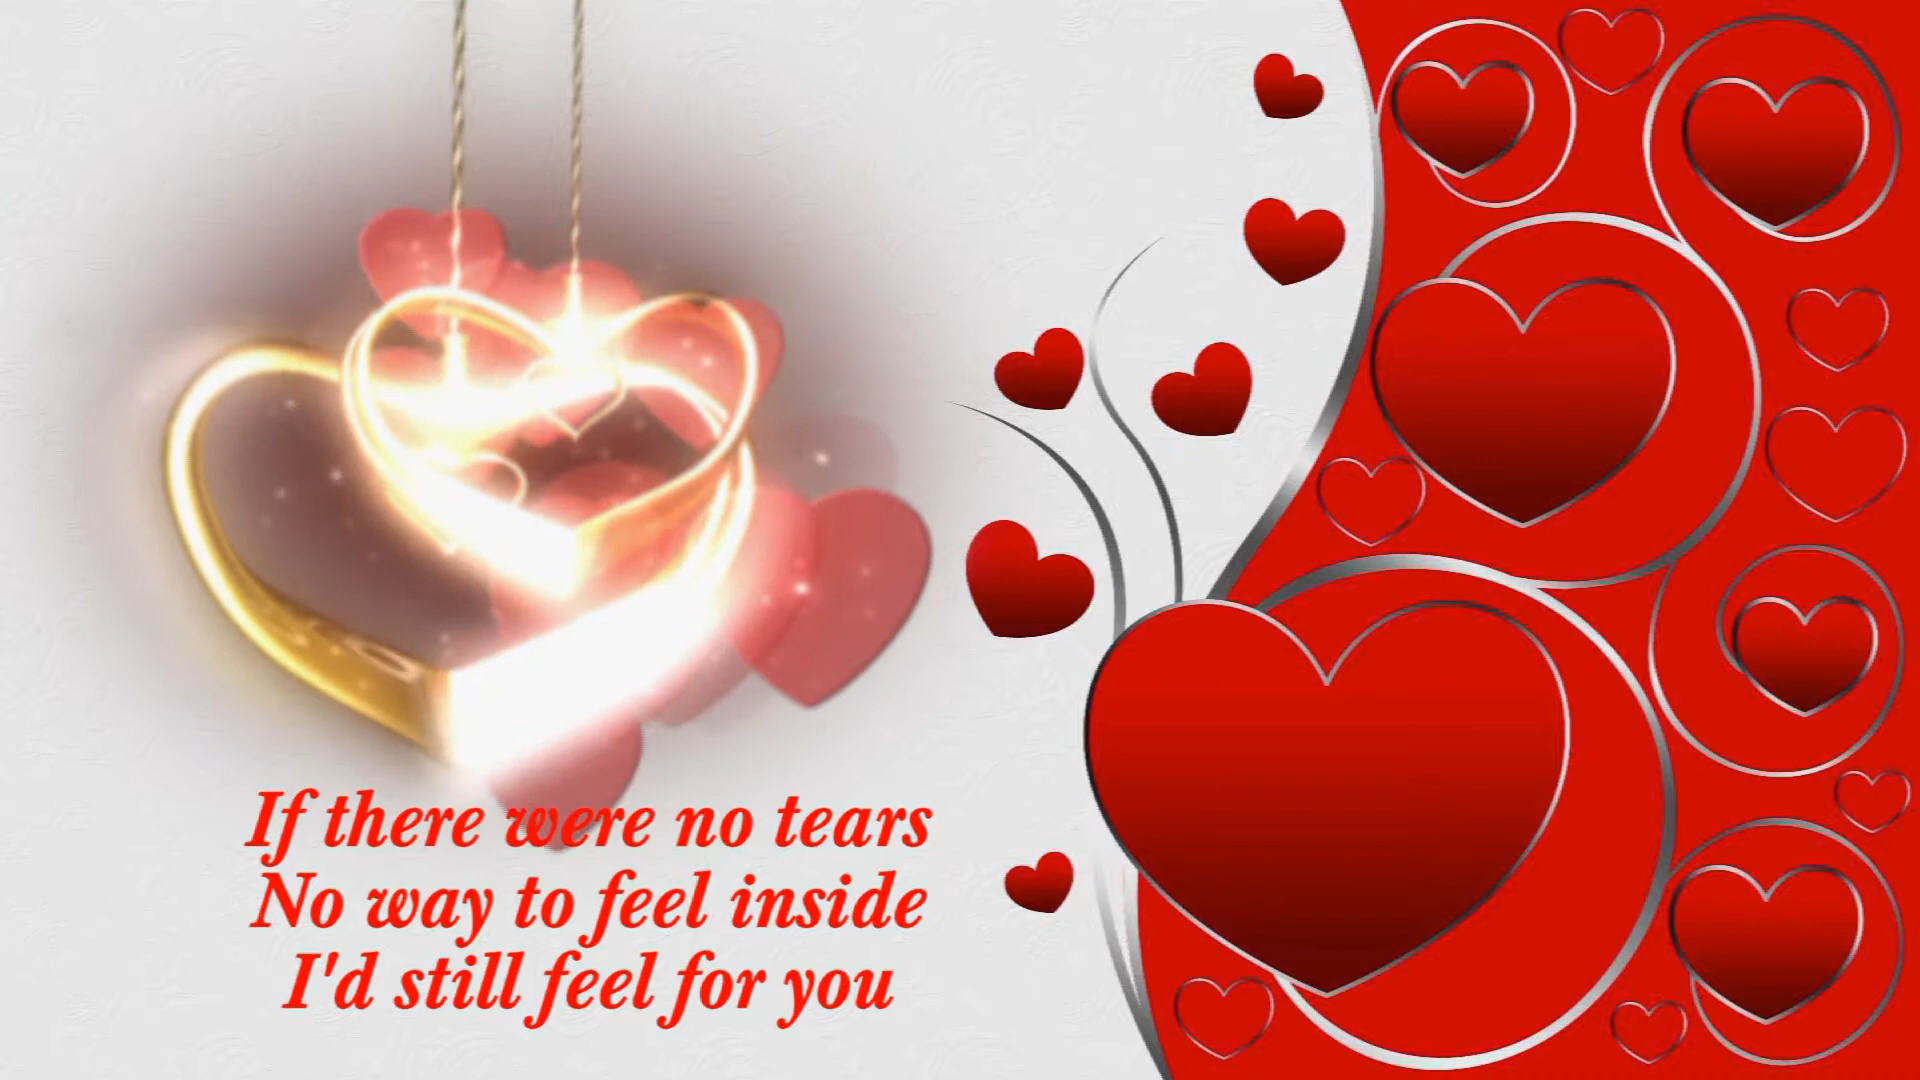 If there were no tears
No way to feel inside
I'd still feel for you